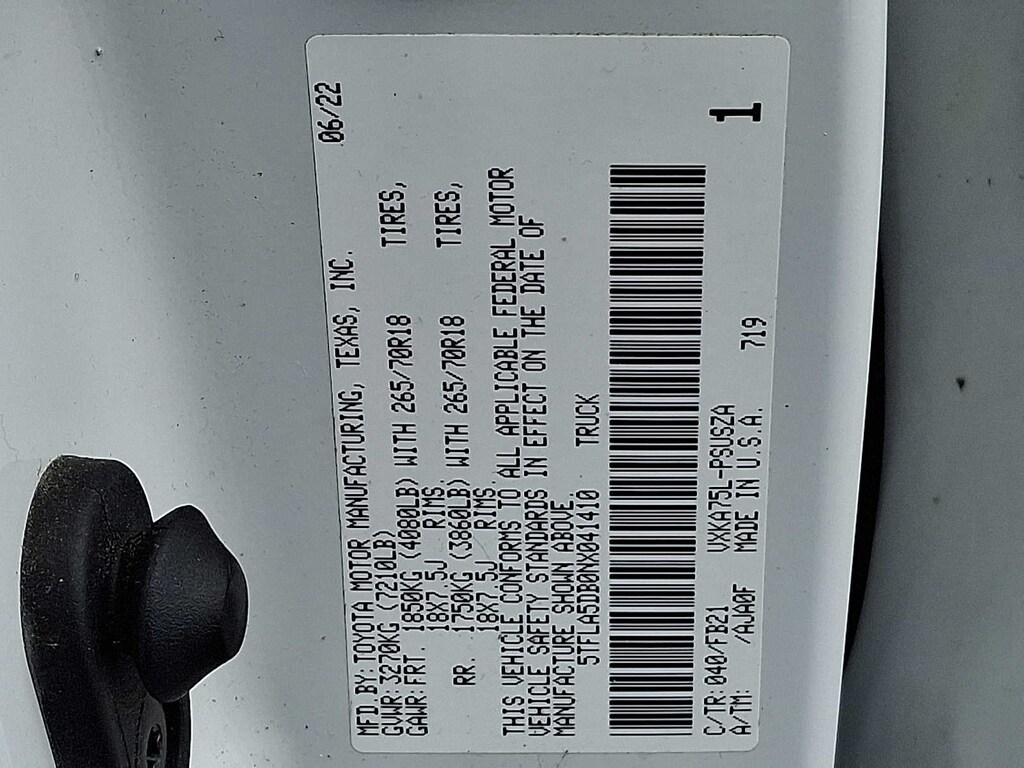 MFD BY: TOYOTA MOTOR MANUFACTURING, TEXAS, INC. 06/22
GVWR: 3270KG (7210LB)
GAWR: FRT. 1850KG (4080LB) WITH 265/70R18 TIRES,
18X7.5J RIMS.
RR. 1750KG (3860LB) WITH 265/70R18 TIRES,
18X7.5J RIMS.
THIS VEHICLE CONFORMS TO ALL APPLICABLE FEDERAL MOTOR
VEHICLE SAFETY STANDARDS IN EFFECT ON THE DATE OF
MANUFACTURE SHOWN ABOVE.
5TFLA5DB0NX041410 TRUCK
C/TR: 040/FB21 VXKA75L-PSUSZA 1
A/TM: /AJA0F MADE IN U.S.A. 719